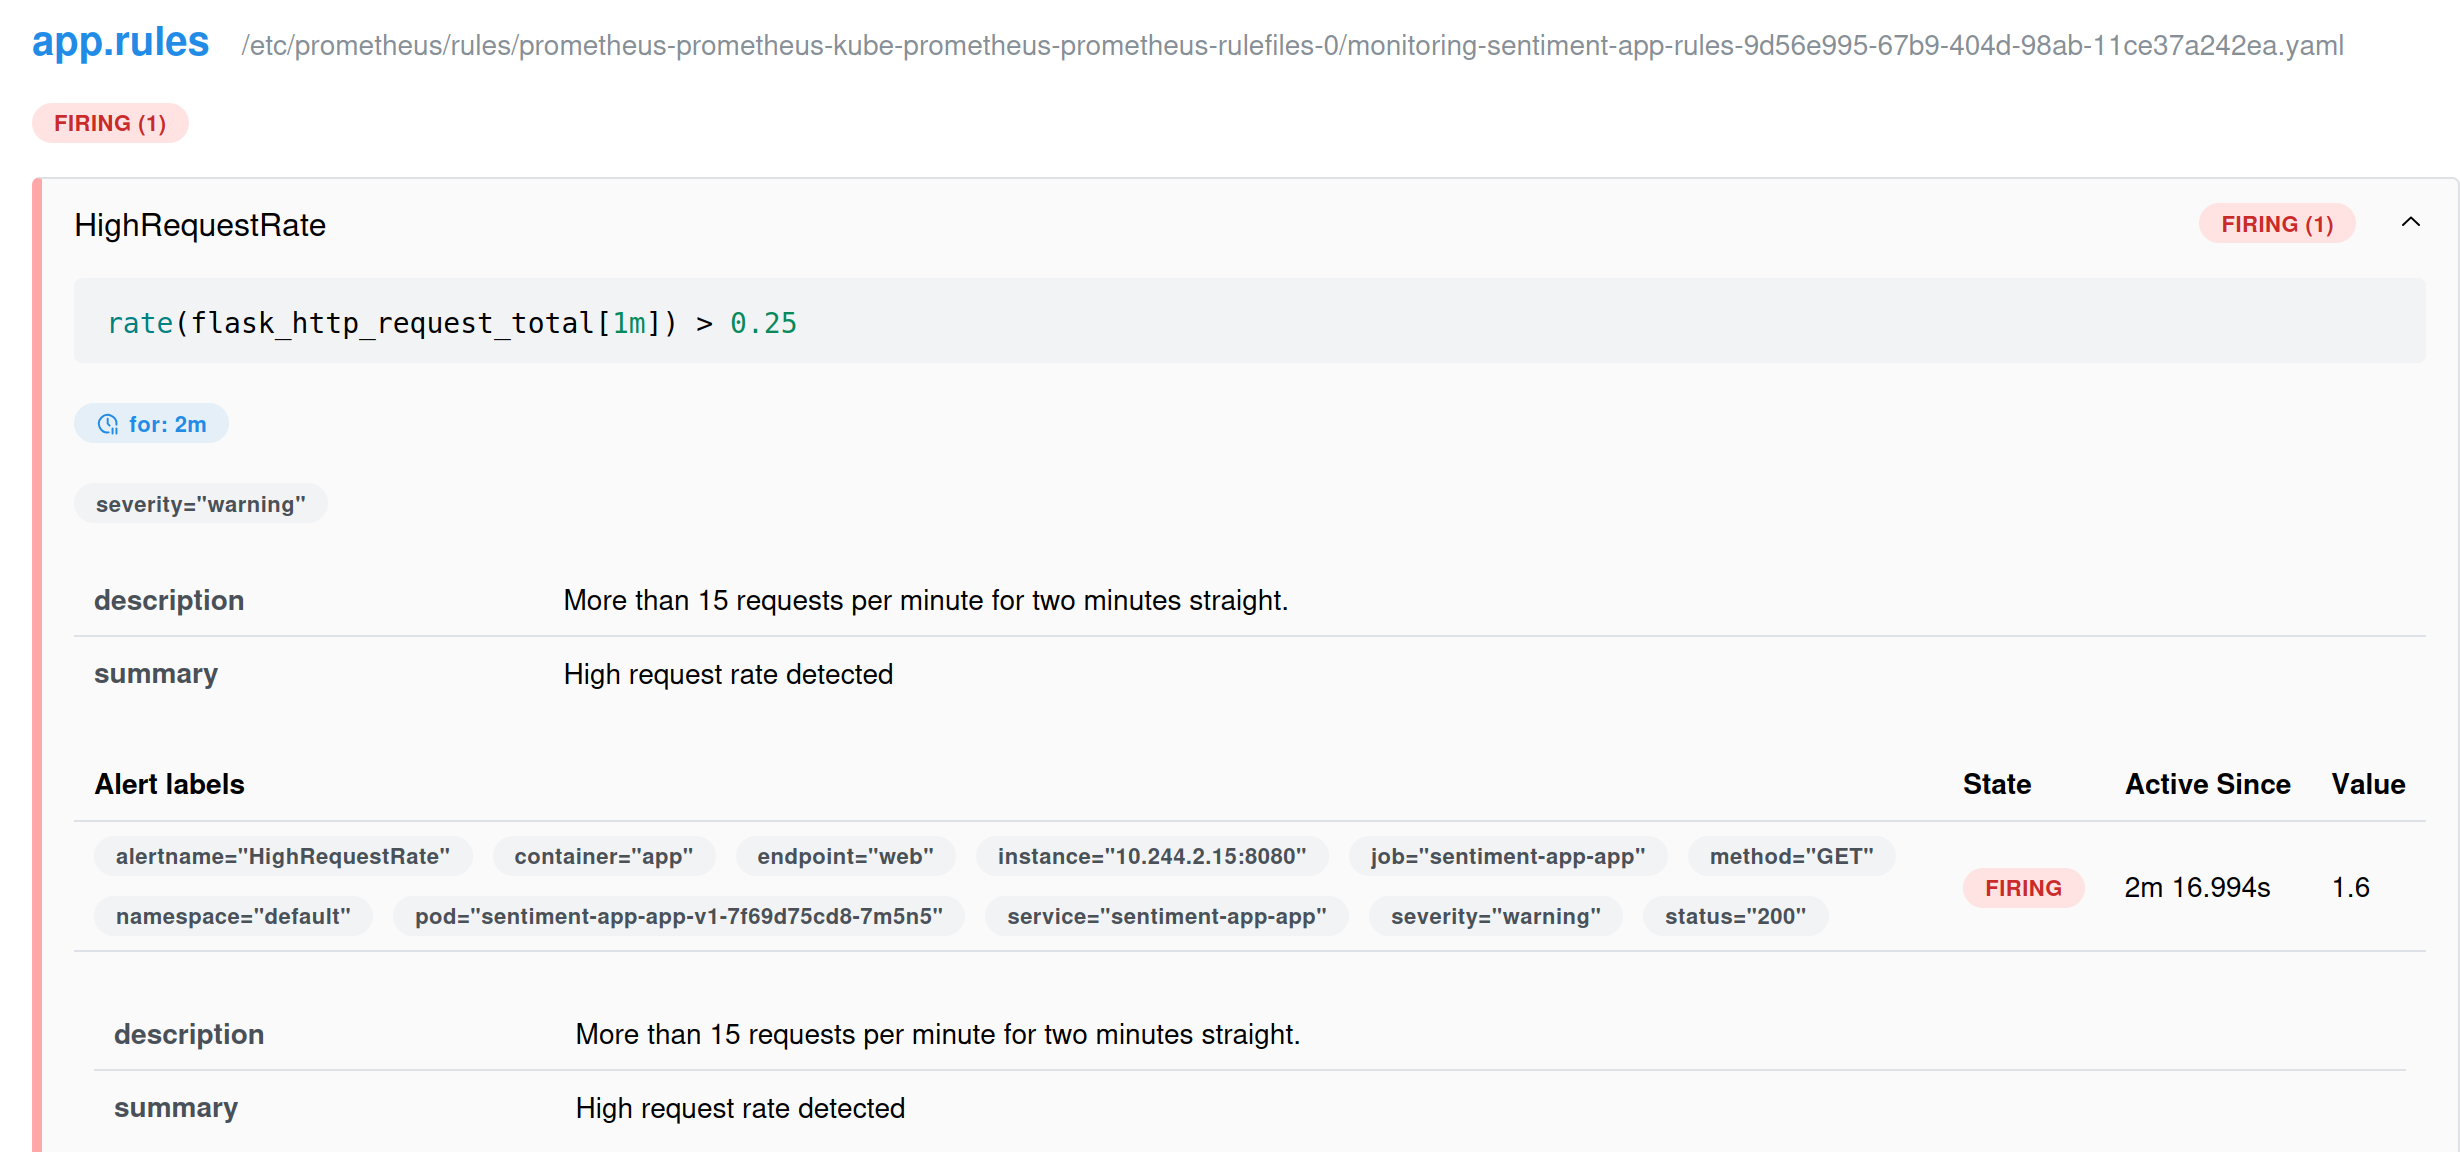 app.rules /etc/prometheus/rules/prometheus-prometheus-kube-prometheus-prometheus-rulefiles-0/monitoring-sentiment-app-rules-9d56e995-67b9-404d-98ab-11ce37a242ea.yaml
FIRING (1)
HighRequestRate FIRING (1)
rate(flask_http_request_total[1m]) > 0.25
for: 2m
severity="warning"
description More than 15 requests per minute for two minutes straight.
summary High request rate detected
Alert labels State Active Since Value
alertname="HighRequestRate" container="app" endpoint="web" instance="10.244.2.15:8080" job="sentiment-app-app" method="GET"
FIRING 2m 16.994s 1.6
namespace="default" pod="sentiment-app-app-v1-7f69d75cd8-7m5n5" service="sentiment-app-app" severity="warning" status="200"
description More than 15 requests per minute for two minutes straight.
summary High request rate detected